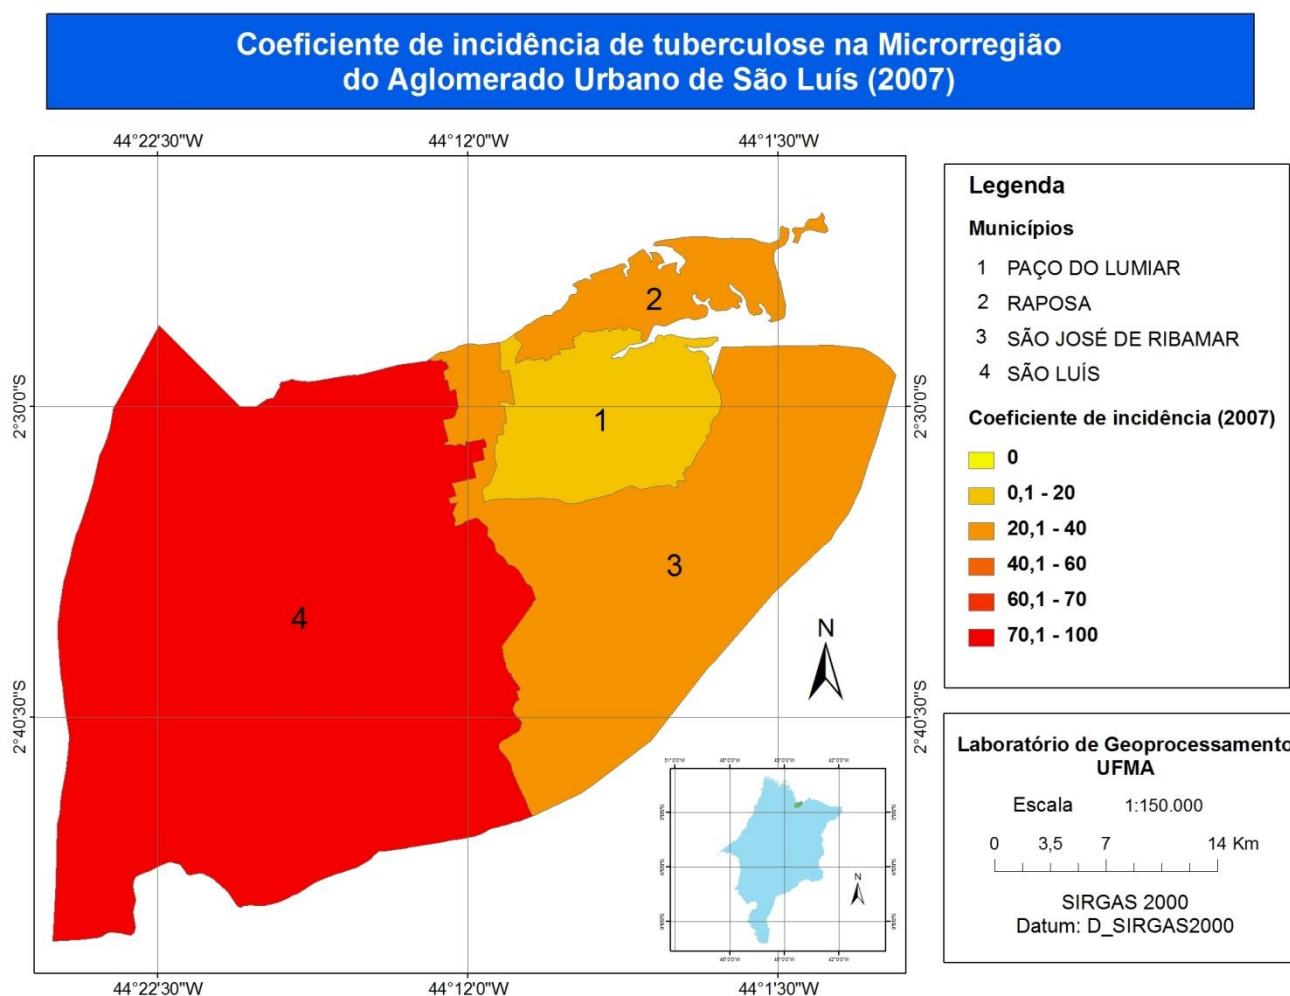 Coeficiente de incidência de tuberculose na Microrregião
do Aglomerado Urbano de São Luís (2007)
44°22'30"W
44°12'0"W
44°1'30"W
2°30'0"S
2°30'0"S
2°40'30"S
2°40'30"S
2
1
3
4
N
N
44°22'30"W
44°12'0"W
44°1'30"W
Legenda
Municípios
1 PAÇO DO LUMIAR
2 RAPOSA
3 SÃO JOSÉ DE RIBAMAR
4 SÃO LUÍS
Coeficiente de incidência (2007)
0
0,1 - 20
20,1 - 40
40,1 - 60
60,1 - 70
70,1 - 100
Laboratório de Geoprocessamento
UFMA
Escala 1:150.000
0 3,5 7 14 Km
SIRGAS 2000
Datum: D_SIRGAS2000